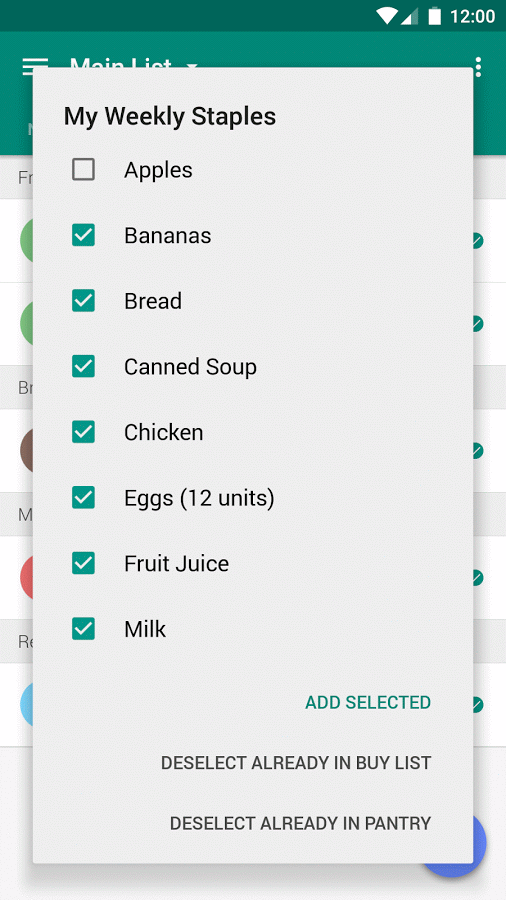 12:00
Main List
My Weekly Staples
Apples
Bananas
Bread
Canned Soup
Chicken
Eggs (12 units)
Fruit Juice
Milk
ADD SELECTED
DESELECT ALREADY IN BUY LIST
DESELECT ALREADY IN PANTRY